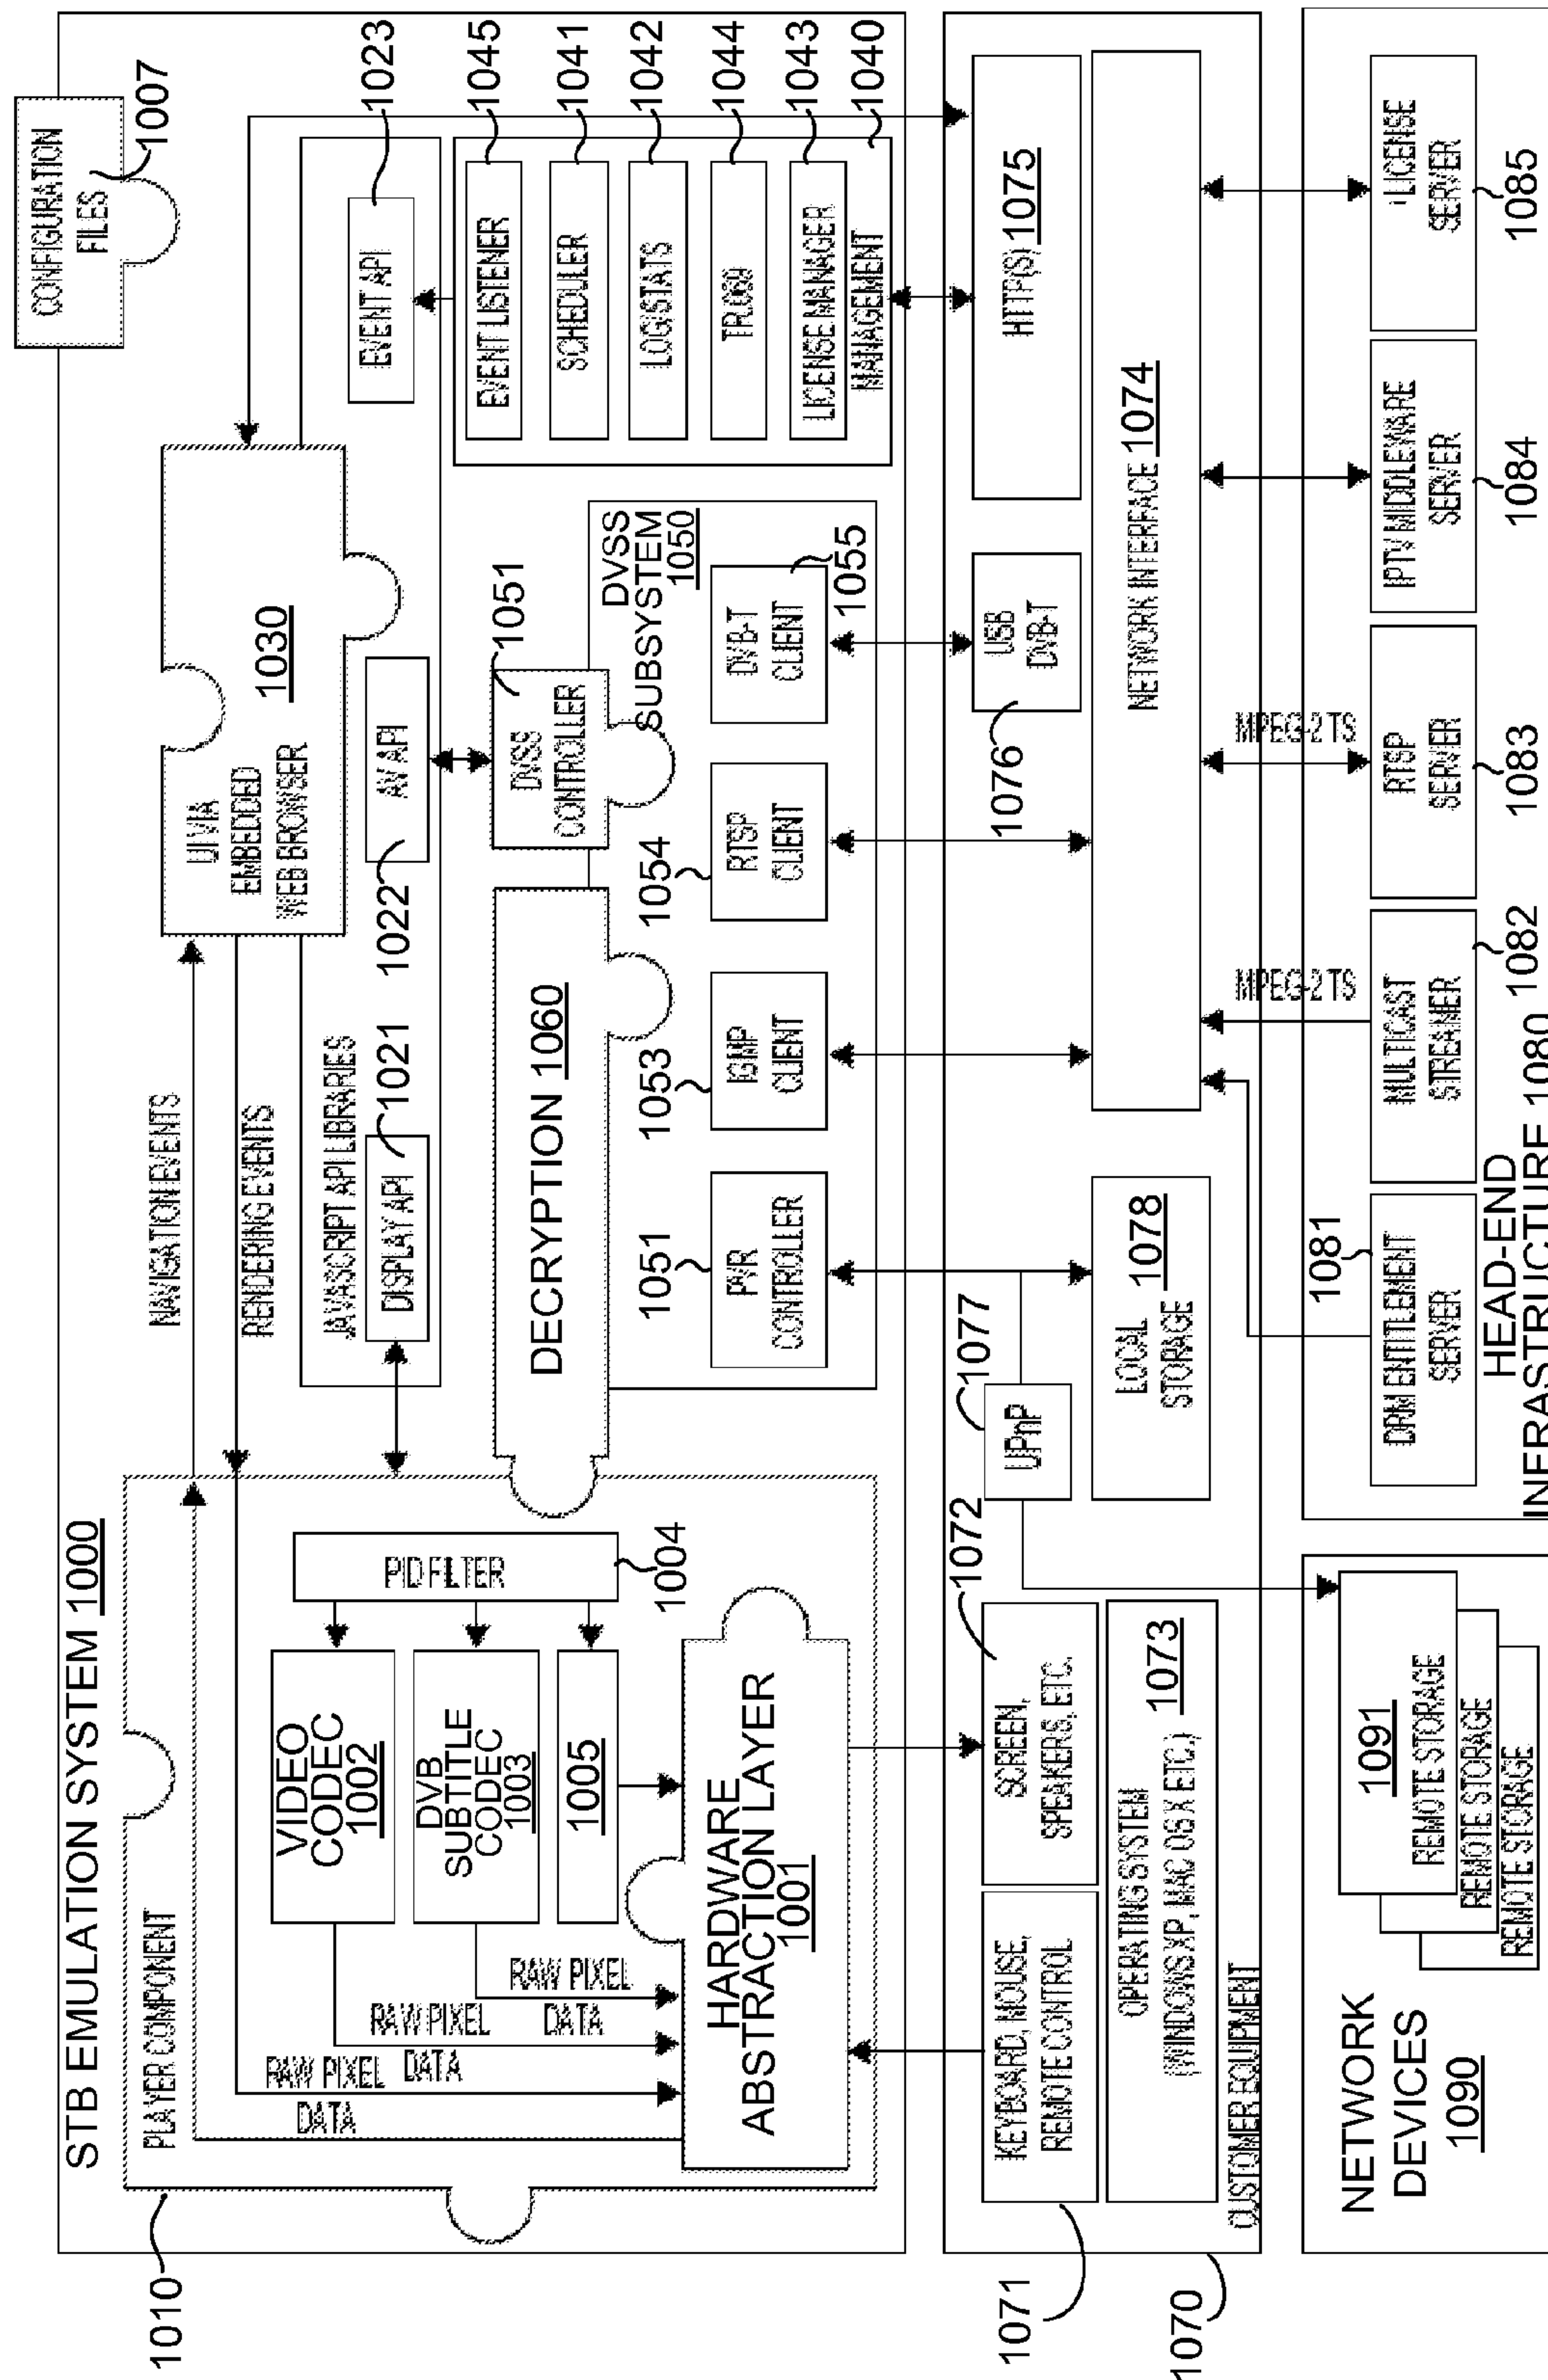 CONFIGURATION
FILES
1007
STB EMULATION SYSTEM 1000
1010
PLAYER COMPONENT
NAVIGATION EVENTS
RENDERING EVENTS
UI VIA
EMBEDDED
WEB BROWSER
1030
JAVASCRIPT API LIBRARIES
DISPLAY API
1021
AV API
1022
EVENT API
1023
VIDEO
CODEC
1002
DVB
SUBTITLE
CODEC
1003
1005
PID FILTER
1004
RAW PIXEL
DATA
RAW PIXEL
DATA
RAW PIXEL
DATA
HARDWARE
ABSTRACTION LAYER
1001
DECRYPTION 1060
DVSS
CONTROLLER
1051
DVSS
SUBSYSTEM
1050
PVR
CONTROLLER
1051
IGMP
CLIENT
1053
RTSP
CLIENT
1054
DVB-T
CLIENT
1055
EVENT LISTENER
1045
SCHEDULER
1041
LOG/STATS
1042
TR.069
1044
LICENSE MANAGER
1043
MANAGEMENT
1040
KEYBOARD, MOUSE,
REMOTE CONTROL
1071
SCREEN,
SPEAKERS, ETC.
1072
OPERATING SYSTEM
(WINDOWS XP, MAC OS X ETC.)
1073
CUSTOMER EQUIPMENT
1070
UPnP
1077
LOCAL
STORAGE
1078
USB
DVB-T
1076
HTTP(S) 1075
NETWORK INTERFACE 1074
MPEG-2 TS
MPEG-2 TS
NETWORK
DEVICES
1090
1091
REMOTE STORAGE
REMOTE STORAGE
REMOTE STORAGE
DRM ENTITLEMENT
SERVER
1081
MULTICAST
STREAMER
1082
RTSP
SERVER
1083
IPTV MIDDLEWARE
SERVER
1084
LICENSE
SERVER
1085
HEAD-END
INFRASTRUCTURE 1080